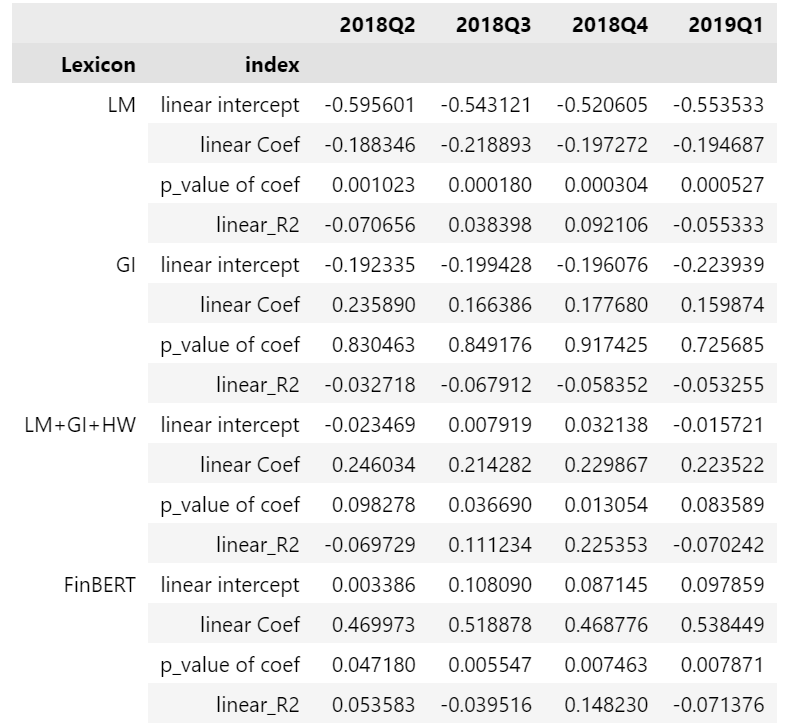 2018Q2 2018Q3 2018Q4 2019Q1
Lexicon index
LM linear intercept -0.595601 -0.543121 -0.520605 -0.553533
linear Coef -0.188346 -0.218893 -0.197272 -0.194687
p_value of coef 0.001023 0.000180 0.000304 0.000527
linear_R2 -0.070656 0.038398 0.092106 -0.055333
GI linear intercept -0.192335 -0.199428 -0.196076 -0.223939
linear Coef 0.235890 0.166386 0.177680 0.159874
p_value of coef 0.830463 0.849176 0.917425 0.725685
linear_R2 -0.032718 -0.067912 -0.058352 -0.053255
LM+GI+HW linear intercept -0.023469 0.007919 0.032138 -0.015721
linear Coef 0.246034 0.214282 0.229867 0.223522
p_value of coef 0.098278 0.036690 0.013054 0.083589
linear_R2 -0.069729 0.111234 0.225353 -0.070242
FinBERT linear intercept 0.003386 0.108090 0.087145 0.097859
linear Coef 0.469973 0.518878 0.468776 0.538449
p_value of coef 0.047180 0.005547 0.007463 0.007871
linear_R2 0.053583 -0.039516 0.148230 -0.071376